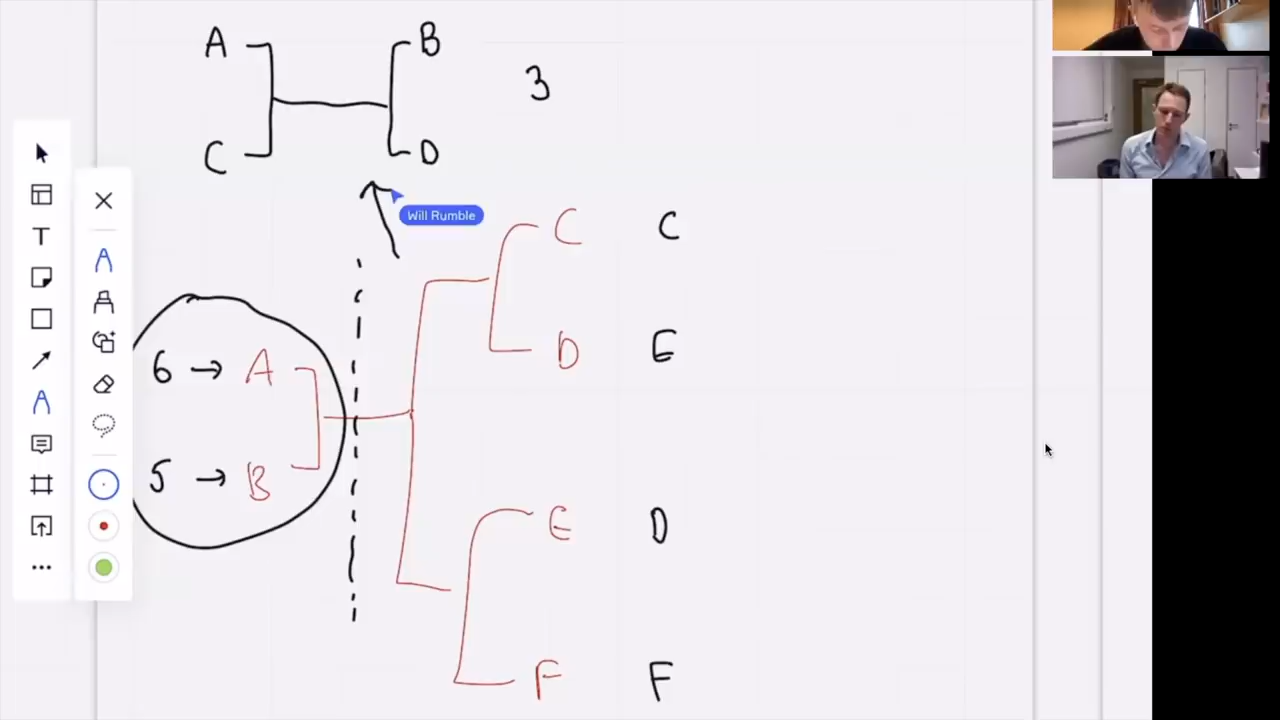 A B
3
C D
Will Rumble
C C
D E
6 → A
5 → B
E D
F F
T